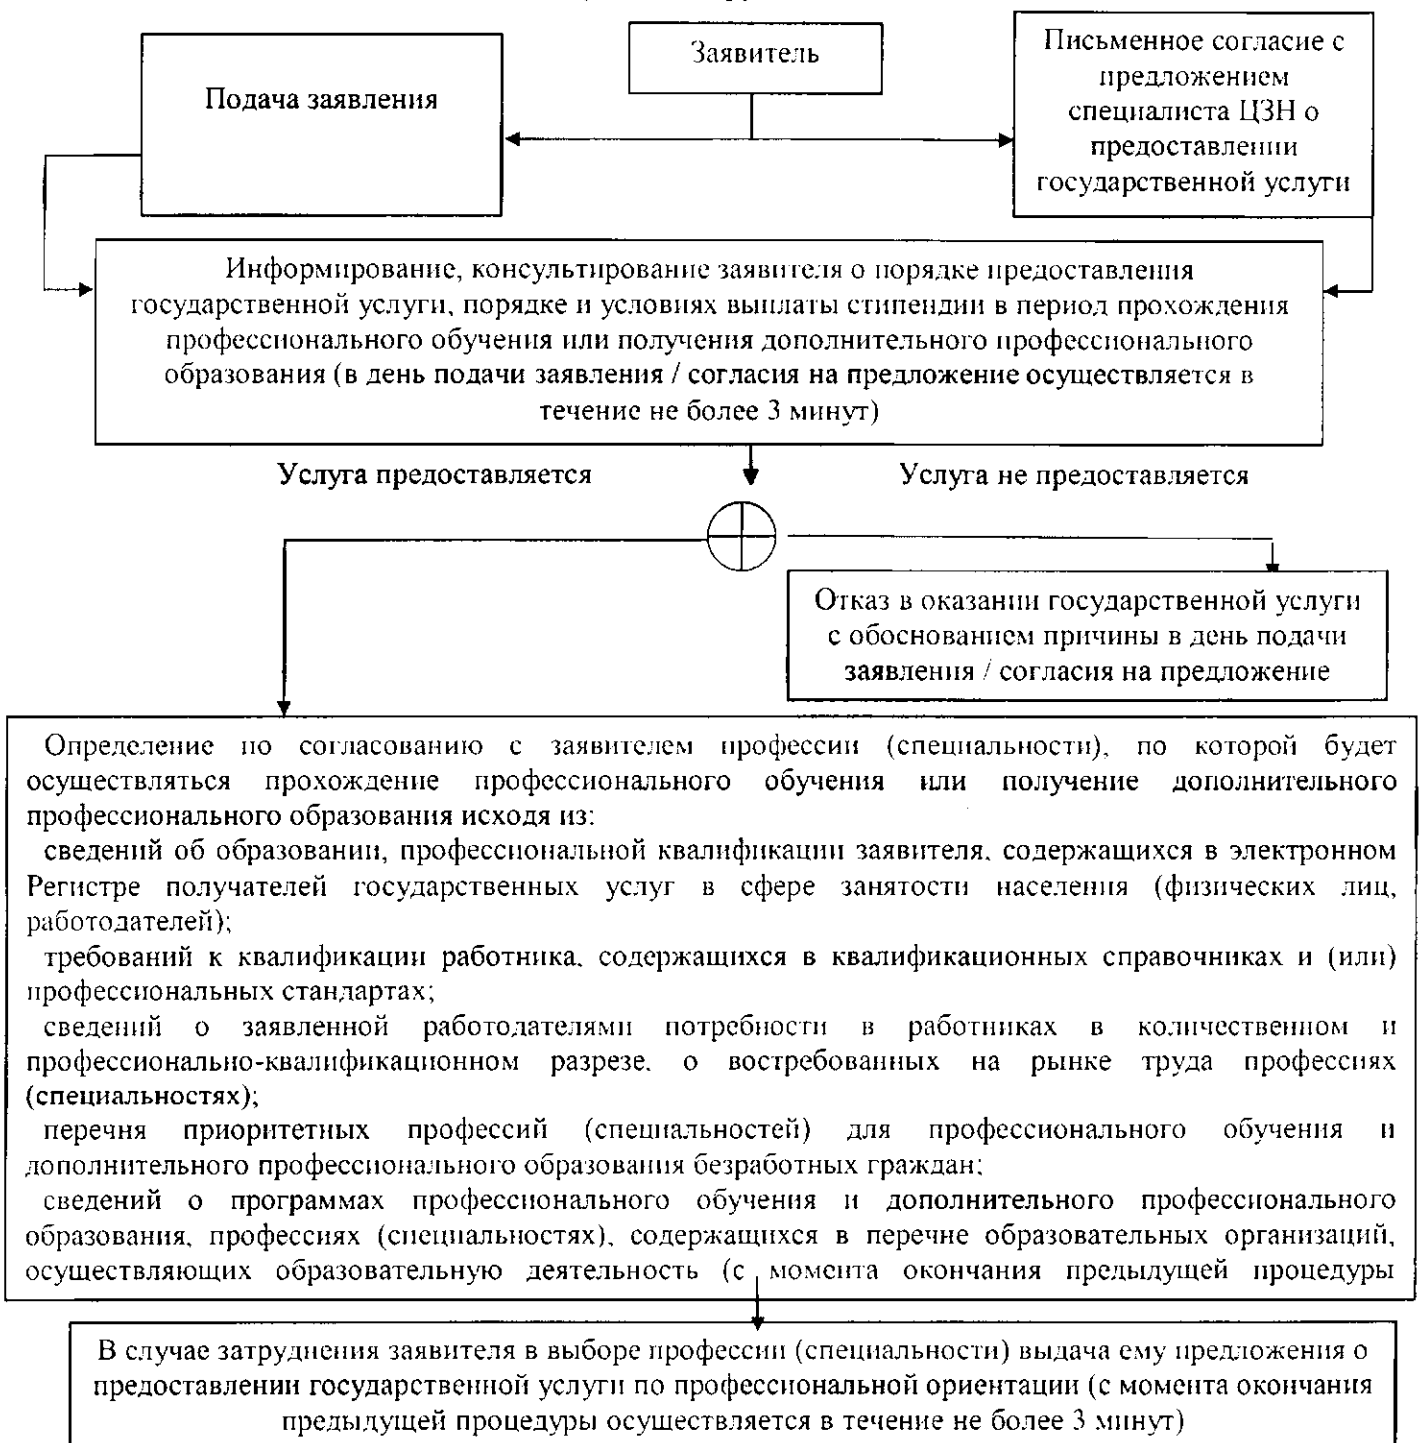 Заявитель
Подача заявления
Письменное согласие с
предложением
специалиста ЦЗН о
предоставлении
государственной услуги
Информирование, консультирование заявителя о порядке предоставления
государственной услуги, порядке и условиях выплаты стипендии в период прохождения
профессионального обучения или получения дополнительного профессионального
образования (в день подачи заявления / согласия на предложение осуществляется в
течение не более 3 минут)
Услуга предоставляется
Услуга не предоставляется
Отказ в оказании государственной услуги
с обоснованием причины в день подачи
заявления / согласия на предложение
Определение по согласованию с заявителем профессии (специальности), по которой будет
осуществляться прохождение профессионального обучения или получение дополнительного
профессионального образования исходя из:
сведений об образовании, профессиональной квалификации заявителя, содержащихся в электронном
Регистре получателей государственных услуг в сфере занятости населения (физических лиц,
работодателей);
требований к квалификации работника, содержащихся в квалификационных справочниках и (или)
профессиональных стандартах;
сведений о заявленной работодателями потребности в работниках в количественном и
профессионально-квалификационном разрезе, о востребованных на рынке труда профессиях
(специальностях);
перечня приоритетных профессий (специальностей) для профессионального обучения и
дополнительного профессионального образования безработных граждан;
сведений о программах профессионального обучения и дополнительного профессионального
образования, профессиях (специальностях), содержащихся в перечне образовательных организаций,
осуществляющих образовательную деятельность (с момента окончания предыдущей процедуры
В случае затруднения заявителя в выборе профессии (специальности) выдача ему предложения о
предоставлении государственной услуги по профессиональной ориентации (с момента окончания
предыдущей процедуры осуществляется в течение не более 3 минут)